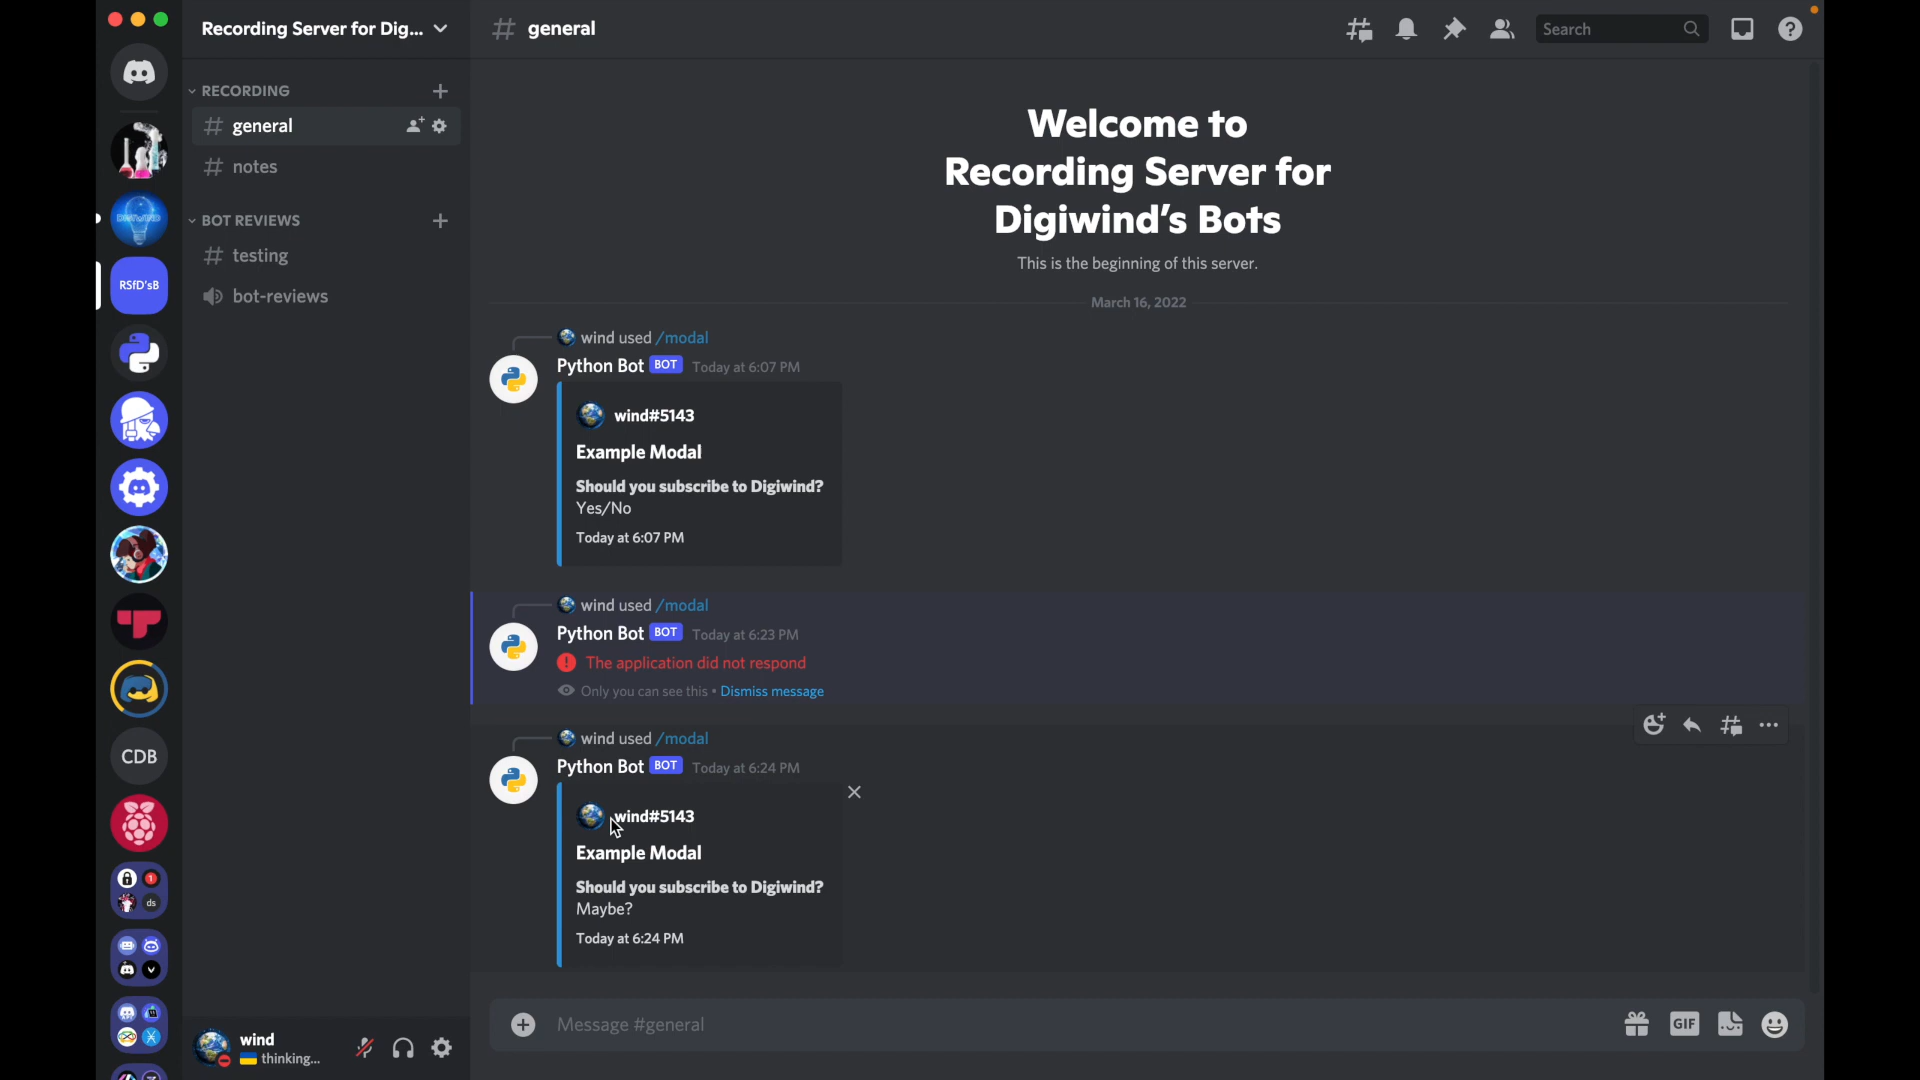 Recording Server for Dig...
general
Search
RECORDING
general
notes
BOT REVIEWS
testing
bot-reviews
RSfD'sB
CDB
ds
Welcome to
Recording Server for
Digiwind's Bots
This is the beginning of this server.
March 16, 2022
wind used /modal
Python Bot BOT Today at 6:07 PM
wind#5143
Example Modal
Should you subscribe to Digiwind?
Yes/No
Today at 6:07 PM
wind used /modal
Python Bot BOT Today at 6:23 PM
The application did not respond
Only you can see this • Dismiss message
wind used /modal
Python Bot BOT Today at 6:24 PM
wind#5143
Example Modal
Should you subscribe to Digiwind?
Maybe?
Today at 6:24 PM
Message #general
GIF
wind
thinking...